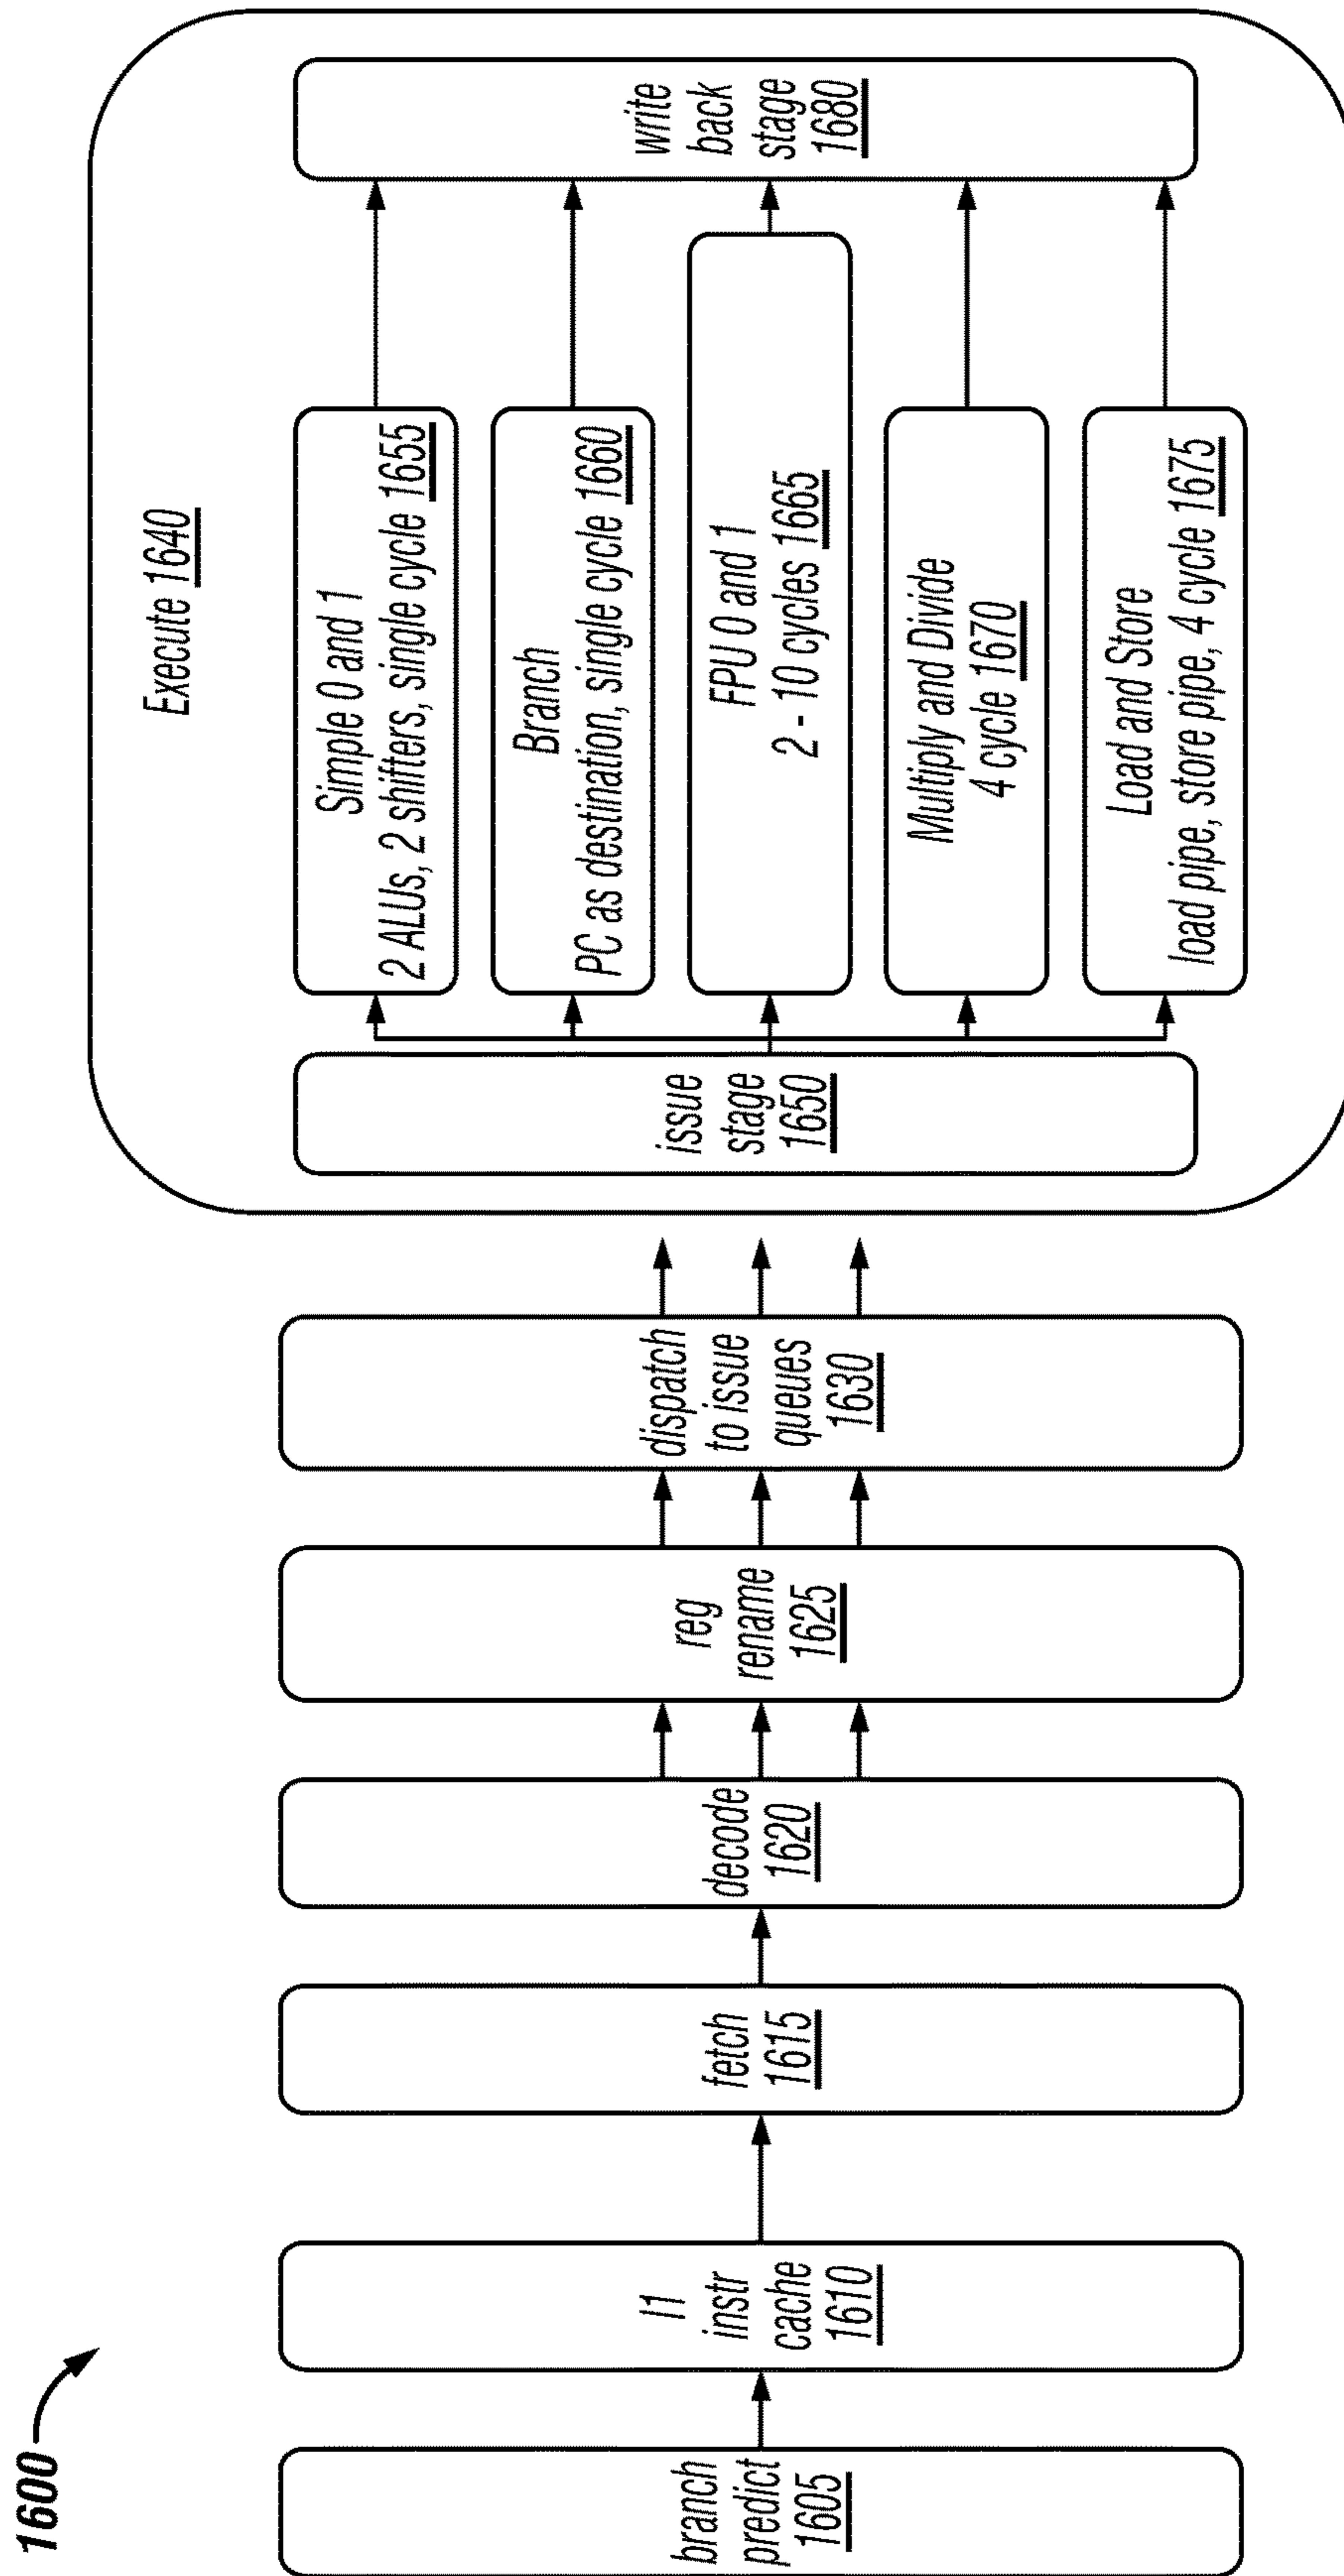 1600
branch
predict
1605
I1
instr
cache
1610
fetch
1615
decode
1620
reg
rename
1625
dispatch
to issue
queues
1630
Execute 1640
issue
stage
1650
Simple 0 and 1
2 ALUs, 2 shifters, single cycle 1655
Branch
PC as destination, single cycle 1660
FPU 0 and 1
2 - 10 cycles 1665
Multiply and Divide
4 cycle 1670
Load and Store
load pipe, store pipe, 4 cycle 1675
write
back
stage
1680